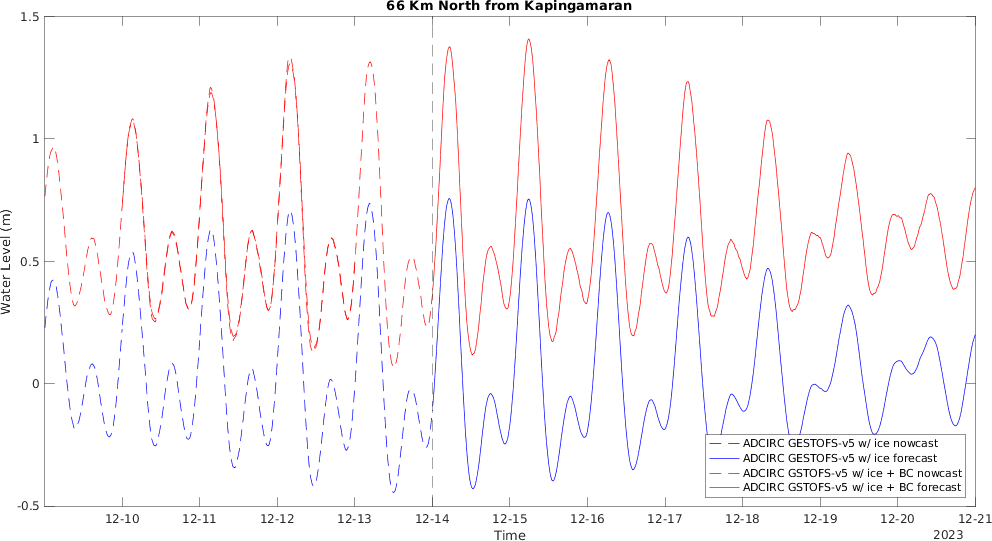 66 Km North from Kapingamaran
Water Level (m)
1.5
1
0.5
0
-0.5
12-10
12-11
12-12
12-13
12-14
12-15
12-16
12-17
12-18
12-19
12-20
12-21
Time
2023
ADCIRC GESTOFS-v5 w/ ice nowcast
ADCIRC GESTOFS-v5 w/ ice forecast
ADCIRC GSTOFS-v5 w/ ice + BC nowcast
ADCIRC GSTOFS-v5 w/ ice + BC forecast